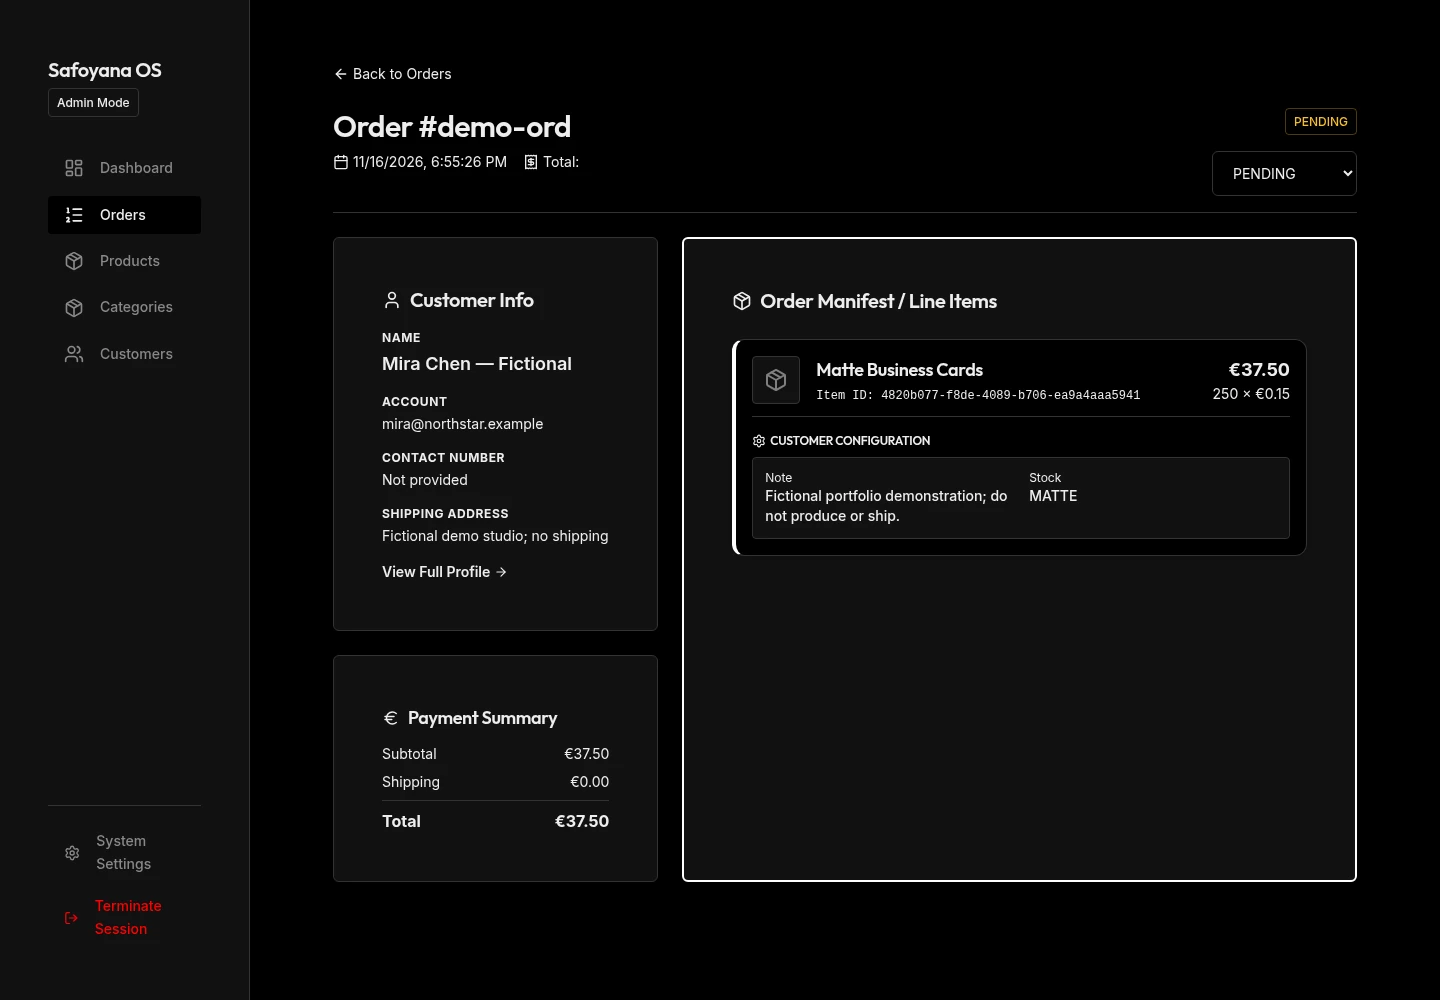 Safoyana OS
Admin Mode
Dashboard
Orders
Products
Categories
Customers
System
Settings
Terminate
Session
Back to Orders
Order #demo-ord
11/16/2026, 6:55:26 PM Total:
PENDING
PENDING
Customer Info
NAME
Mira Chen — Fictional
ACCOUNT
mira@northstar.example
CONTACT NUMBER
Not provided
SHIPPING ADDRESS
Fictional demo studio; no shipping
View Full Profile →
Payment Summary
Subtotal €37.50
Shipping €0.00
Total €37.50
Order Manifest / Line Items
Matte Business Cards €37.50
Item ID: 4820b077-f8de-4089-b706-ea9a4aaa5941 250 × €0.15
CUSTOMER CONFIGURATION
Note
Fictional portfolio demonstration; do
not produce or ship.
Stock
MATTE